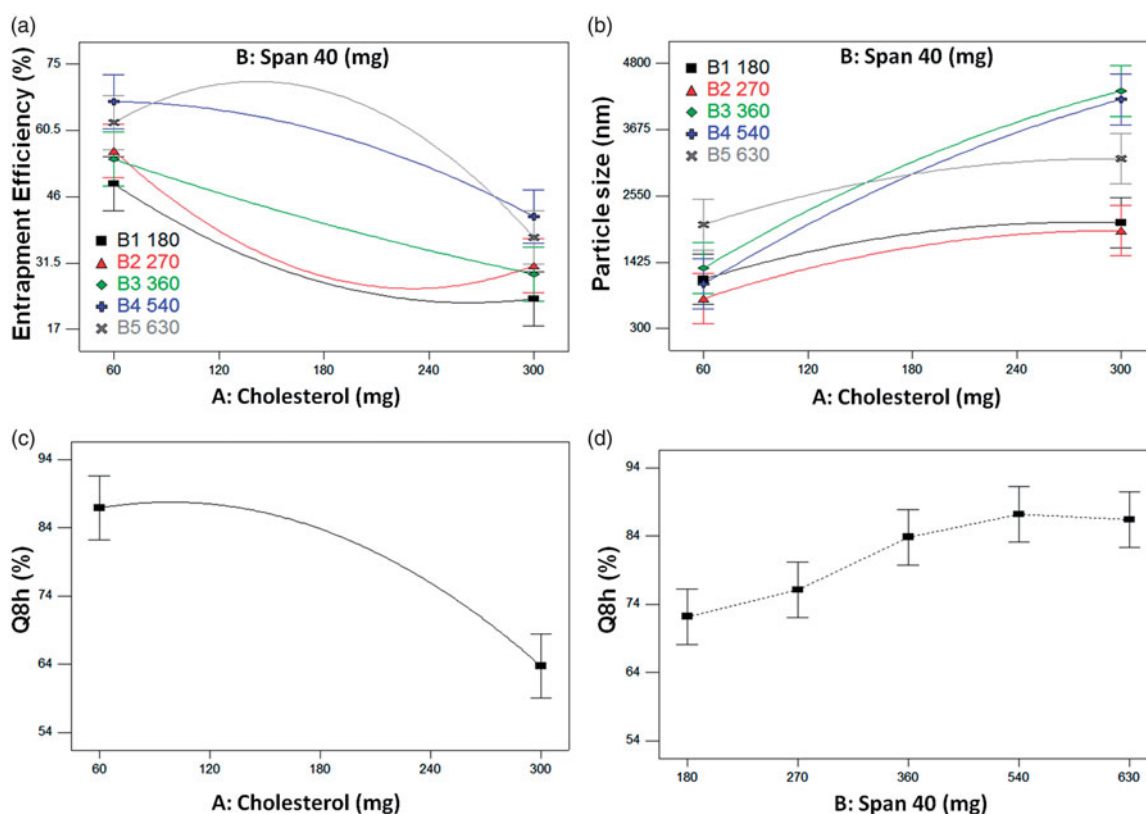 (a)
B: Span 40 (mg)
Entrapment Efficiency (%)
75
60.5
46
31.5
17
B1 180
B2 270
B3 360
B4 540
B5 630
60
120
180
240
300
A: Cholesterol (mg)
(b)
B: Span 40 (mg)
Particle size (nm)
4800
3675
2550
1425
300
B1 180
B2 270
B3 360
B4 540
B5 630
60
120
180
240
300
A: Cholesterol (mg)
(c)
Q8h (%)
94
84
74
64
54
60
120
180
240
300
A: Cholesterol (mg)
(d)
Q8h (%)
94
84
74
64
54
180
270
360
540
630
B: Span 40 (mg)